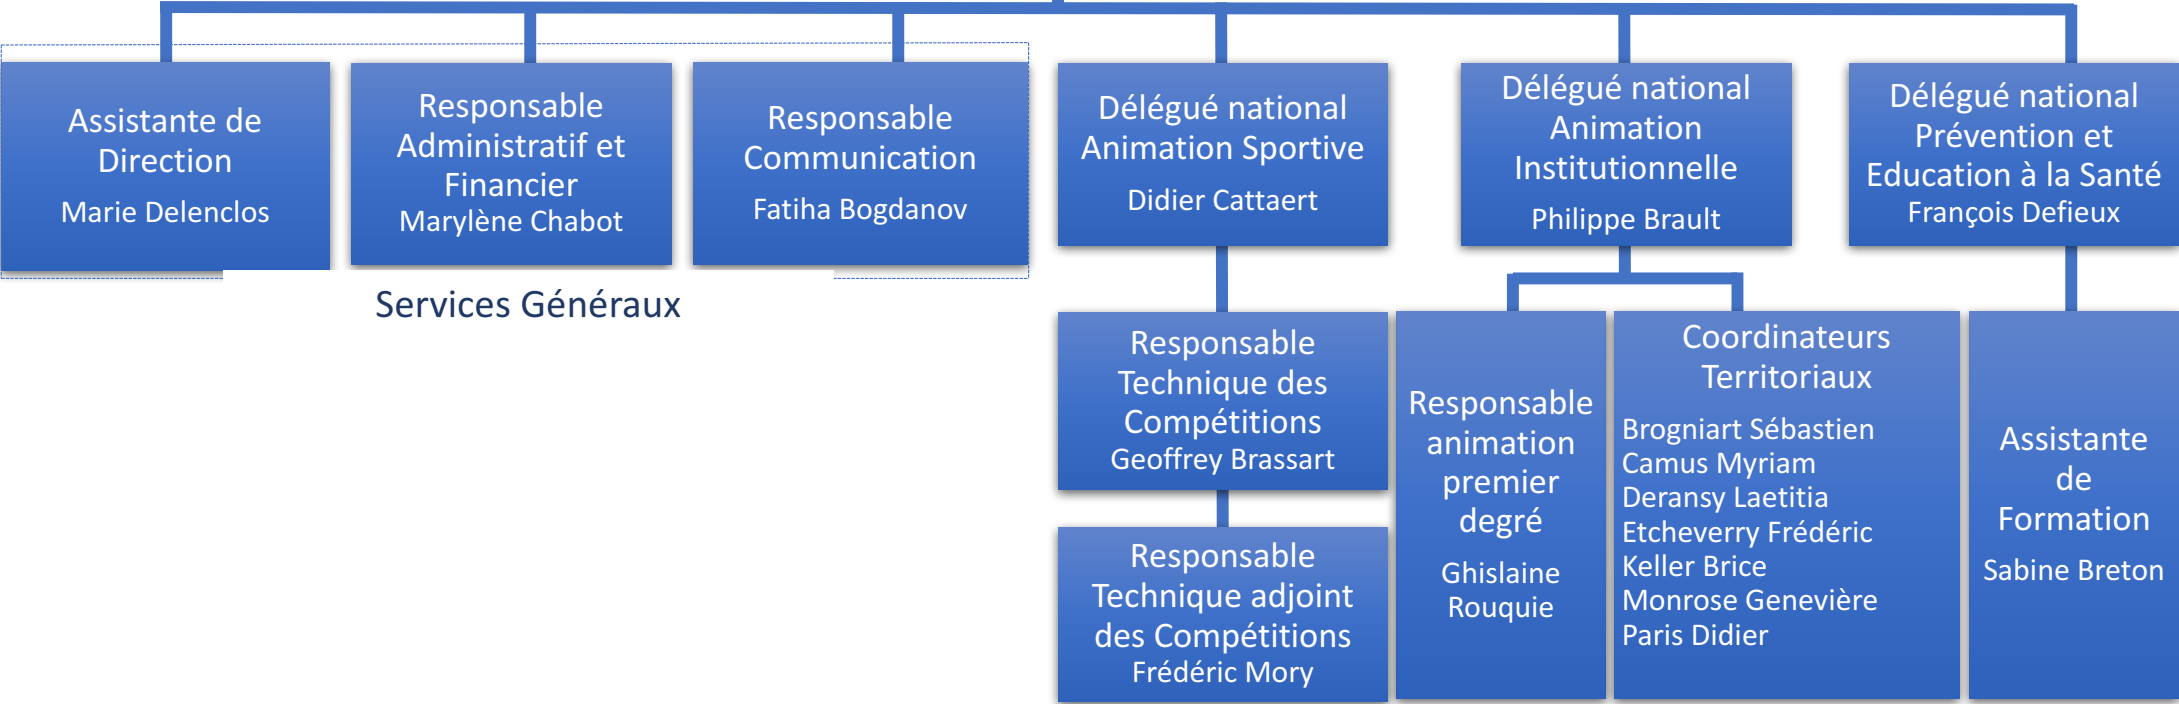 Assistante de
Direction
Marie Delenclos
Responsable
Administratif et
Financier
Marylène Chabot
Responsable
Communication
Fatiha Bogdanov
Services Généraux
Délégué national
Animation Sportive
Didier Cattaert
Délégué national
Animation
Institutionnelle
Philippe Brault
Délégué national
Prévention et
Education à la Santé
François Defieux
Responsable
Technique des
Compétitions
Geoffrey Brassart
Responsable
Technique adjoint
des Compétitions
Frédéric Mory
Responsable
animation
premier
degré
Ghislaine
Rouquie
Coordinateurs
Territoriaux
Brogniart Sébastien
Camus Myriam
Deransy Laetitia
Etcheverry Frédéric
Keller Brice
Monrose Genevière
Paris Didier
Assistante
de
Formation
Sabine Breton